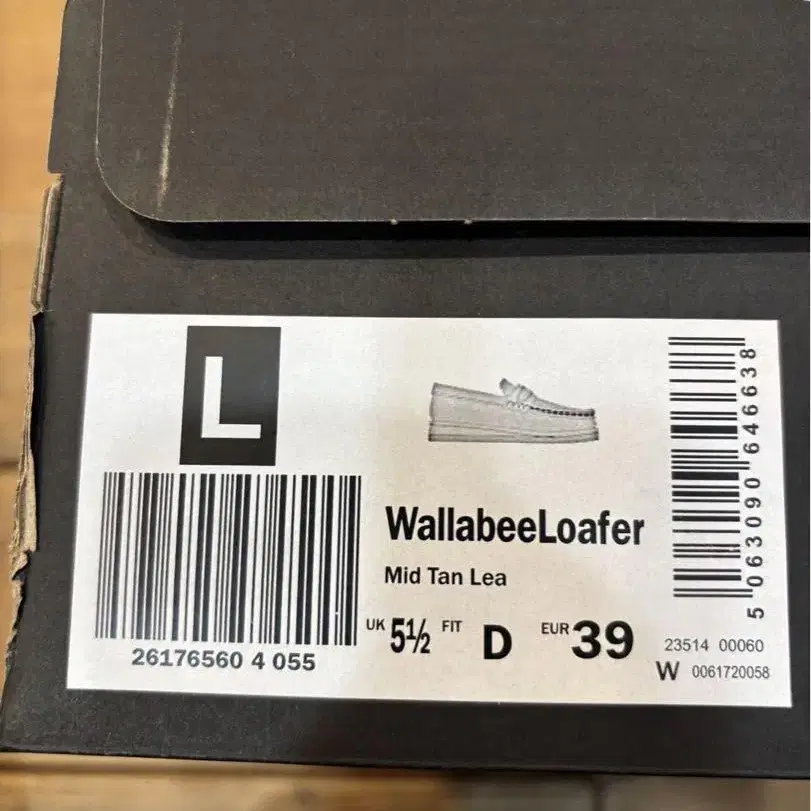 L
26176560 4 055
WallabeeLoafer
Mid Tan Lea
UK 5½ FIT D EUR 39
5 063090 646638
23514 00060
W 0061720058